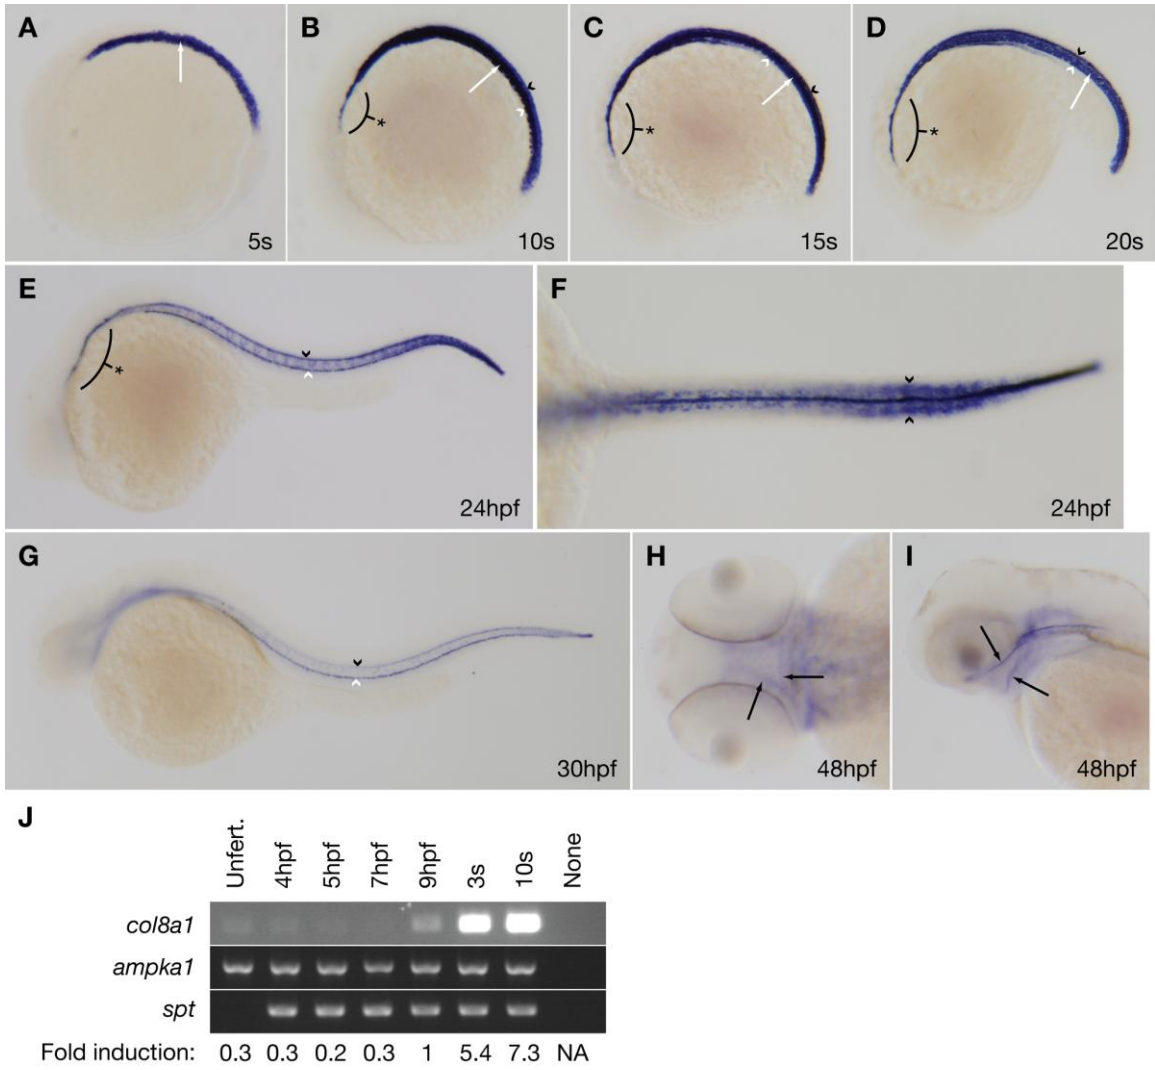 A
5s
B
*
10s
C
*
15s
D
*
20s
E
*
24hpf
F
24hpf
G
30hpf
H
48hpf
I
48hpf
J
Unfert.
4hpf
5hpf
7hpf
9hpf
3s
10s
None
col8a1
ampka1
spt
Fold induction: 0.3 0.3 0.2 0.3 1 5.4 7.3 NA